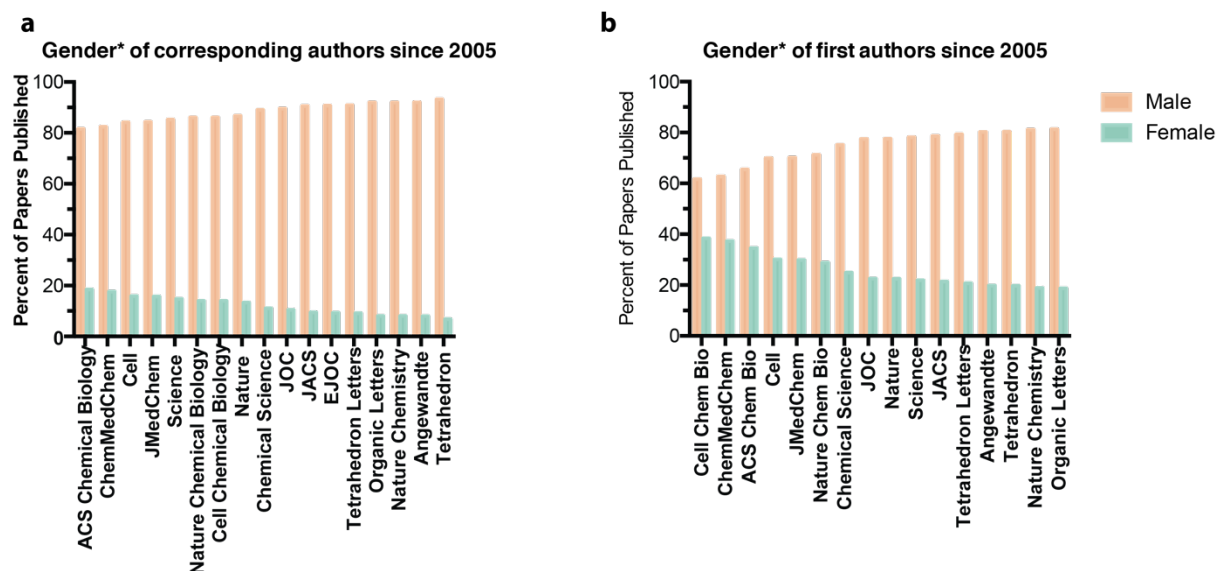 a
Gender* of corresponding authors since 2005
Percent of Papers Published
100
80
60
40
20
0
ACS Chemical Biology
ChemMedChem
Cell
JMedChem
Science
Nature Chemical Biology
Cell Chemical Biology
Nature
Chemical Science
JOC
JACS
EJOC
Tetrahedron Letters
Organic Letters
Nature Chemistry
Angewandte
Tetrahedron
b
Gender* of first authors since 2005
Percent of Papers Published
100
80
60
40
20
0
Cell Chem Bio
ChemMedChem
ACS Chem Bio
Cell
JMedChem
Nature Chem Bio
Chemical Science
JOC
Nature
Science
JACS
Tetrahedron Letters
Angewandte
Tetrahedron
Nature Chemistry
Organic Letters
Male
Female